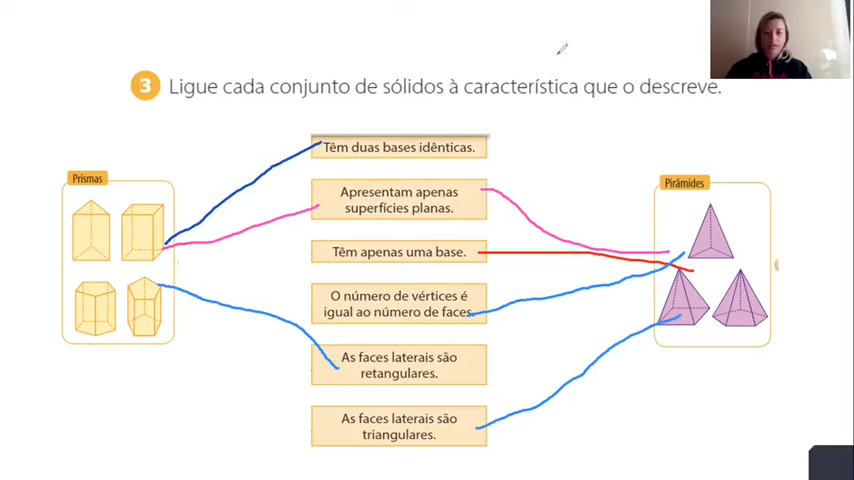 3 Ligue cada conjunto de sólidos à característica que o descreve.
Prismas
Têm duas bases idênticas.
Apresentam apenas
superfícies planas.
Têm apenas uma base.
O número de vértices é
igual ao número de faces.
As faces laterais são
retangulares.
As faces laterais são
triangulares.
Pirâmides